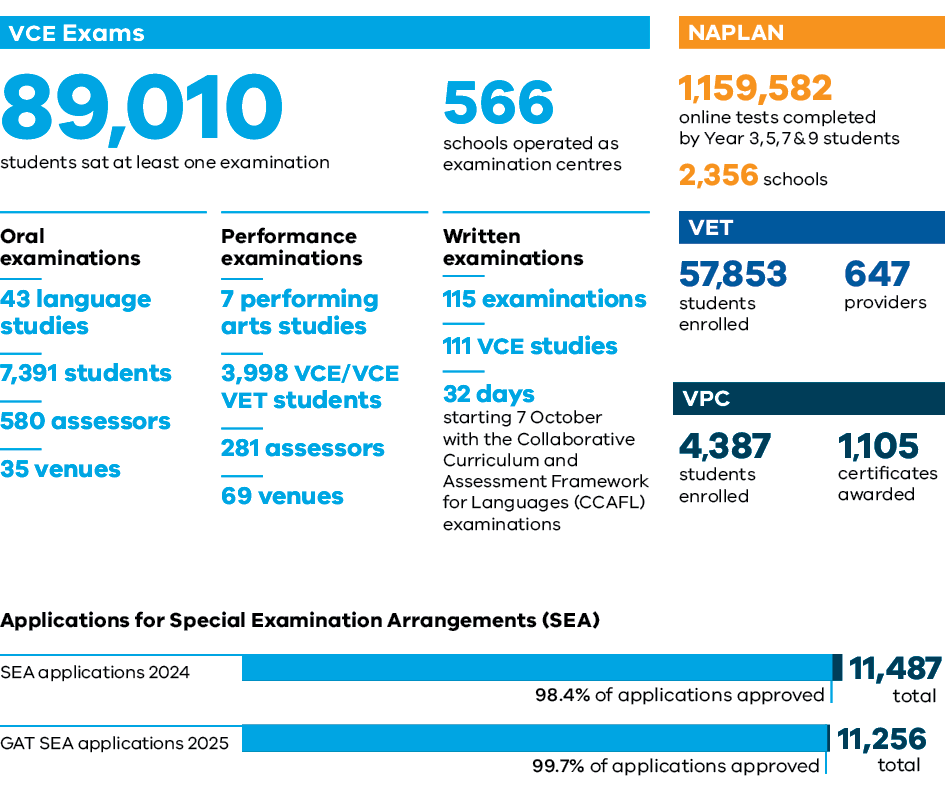 VCE Exams
89,010
students sat at least one examination
566
schools operated as
examination centres
Oral
examinations
43 language
studies
7,391 students
580 assessors
35 venues
Performance
examinations
7 performing
arts studies
3,998 VCE/VCE
VET students
281 assessors
69 venues
Written
examinations
115 examinations
111 VCE studies
32 days
starting 7 October
with the Collaborative
Curriculum and
Assessment Framework
for Languages (CCAFL)
examinations
NAPLAN
1,159,582
online tests completed
by Year 3,5,7&9 students
2,356 schools
VET
57,853
students
enrolled
647
providers
VPC
4,387
students
enrolled
1,105
certificates
awarded
Applications for Special Examination Arrangements (SEA)
SEA applications 2024
98.4% of applications approved
11,487
total
GAT SEA applications 2025
99.7% of applications approved
11,256
total